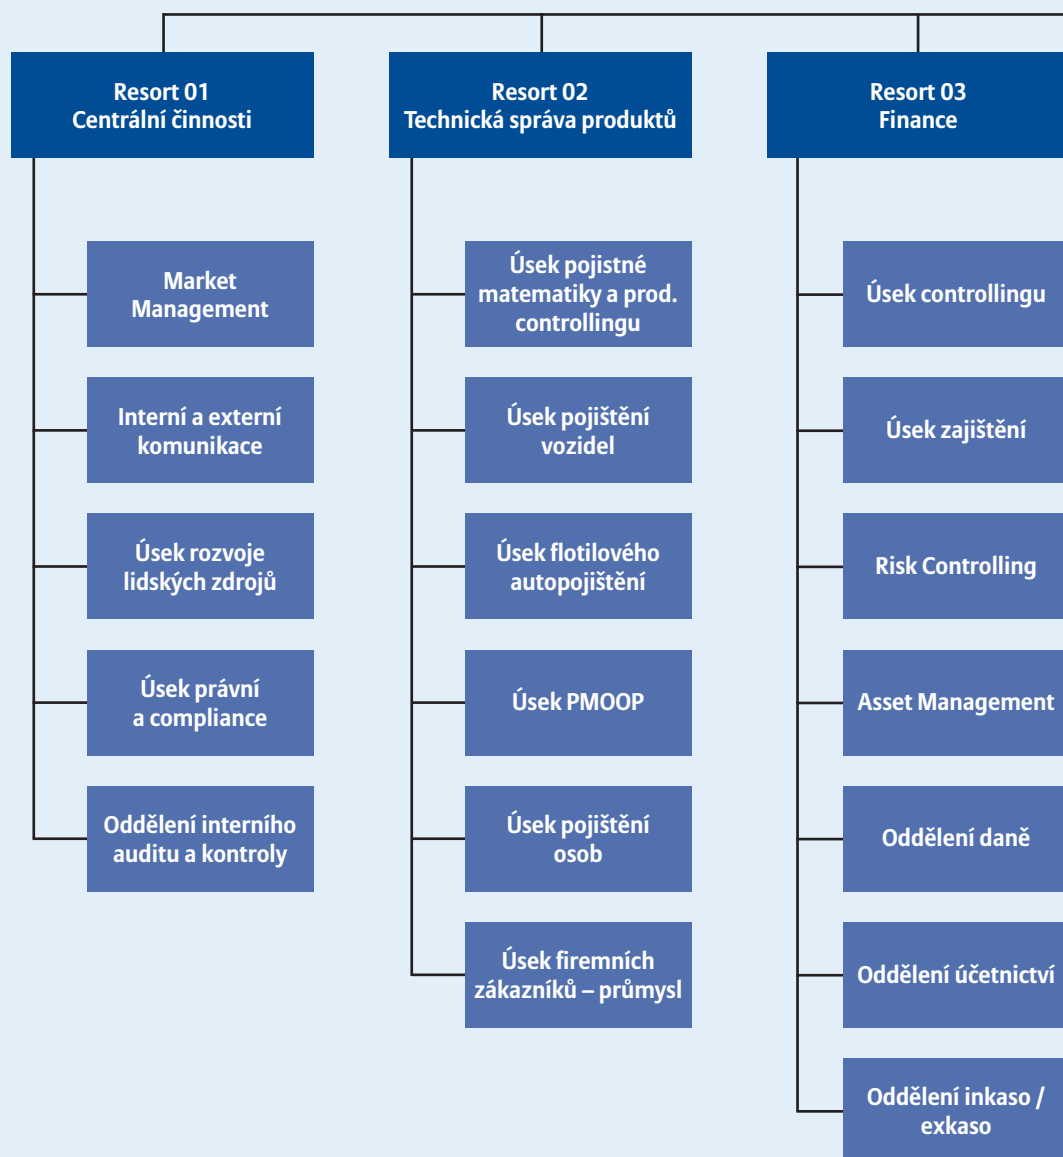 Resort 01
Centrální činnosti
Market
Management
Interní a externí
komunikace
Úsek rozvoje
lidských zdrojů
Úsek právní
a compliance
Oddělení interního
auditu a kontroly
Resort 02
Technická správa produktů
Úsek pojistné
matematiky a prod.
controllingu
Úsek pojištění
vozidel
Úsek flotilového
autopojištění
Úsek PMOOP
Úsek pojištění
osob
Úsek firemních
zákazníků – průmysl
Resort 03
Finance
Úsek controllingu
Úsek zajištění
Risk Controlling
Asset Management
Oddělení daně
Oddělení účetnictví
Oddělení inkaso /
exkaso